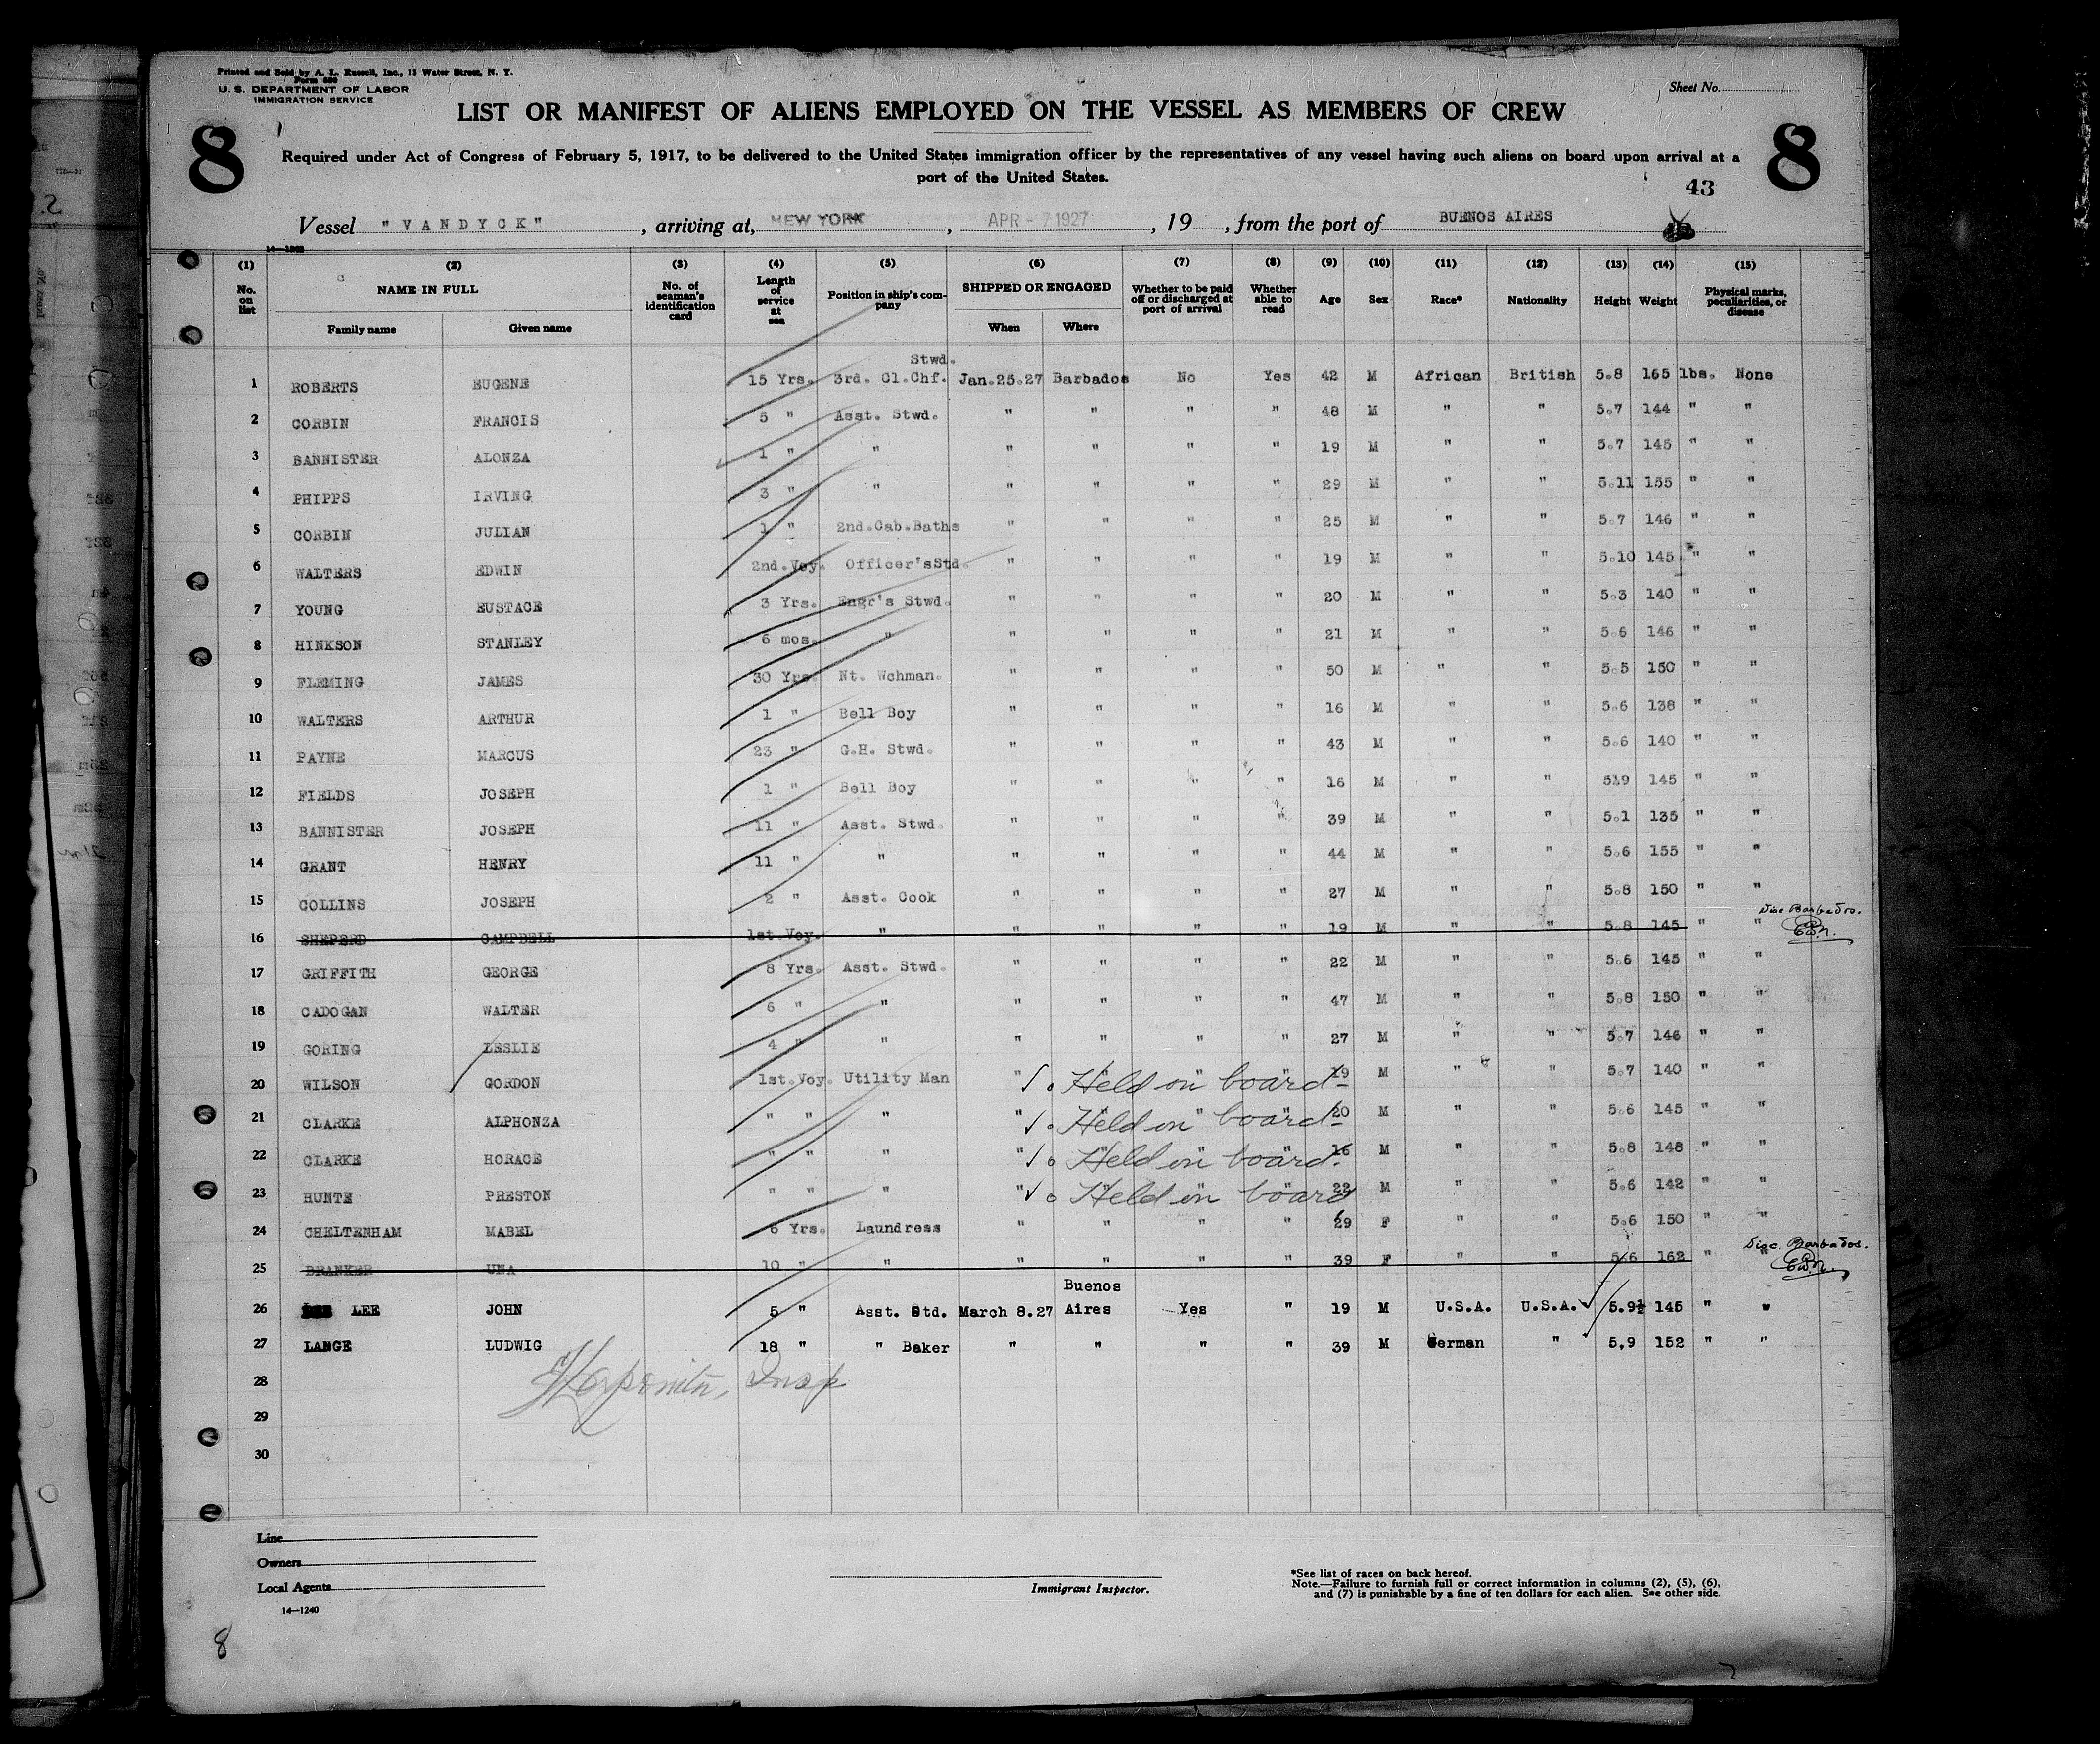 Printed and Sold by A. L. Russell, Inc., 13 Water Street, N. Y.
Form 680
U. S. DEPARTMENT OF LABOR
IMMIGRATION SERVICE
Sheet No.
LIST OR MANIFEST OF ALIENS EMPLOYED ON THE VESSEL AS MEMBERS OF CREW
8 8
Required under Act of Congress of February 5, 1917, to be delivered to the United States immigration officer by the representatives of any vessel having such aliens on board upon arrival at a
port of the United States.
43
Vessel "VANDYCK", arriving at, NEW YORK, APR - 7 1927, 19 , from the port of BUENOS AIRES
(1) (2) (3) (4) (5) (6) (7) (8) (9) (10) (11) (12) (13) (14) (15)
No. on list NAME IN FULL Family name Given name No. of seaman's identification card Length of service at sea Position in ship's company SHIPPED OR ENGAGED When Where Whether to be paid off or discharged at port of arrival Whether able to read Age Sex Race* Nationality Height Weight Physical marks, peculiarities, or disease
Stwd.
1 ROBERTS EUGENE 15 Yrs. 3rd. Cl.Chf. Jan.25.27 Barbados No Yes 42 M African British 5.8 165 lbs. None
2 CORBIN FRANCIS 5 " Asst. Stwd. " " " " 48 M " " 5.7 144 " "
3 BANNISTER ALONZA 1 " " " " " " 19 M " " 5.7 145 " "
4 PHIPPS IRVING 3 " " " " " " 29 M " " 5.11 155 " "
5 CORBIN JULIAN 1 " 2nd.Cab.Baths " " " " 25 M " " 5.7 146 " "
6 WALTERS EDWIN 2nd.Voy. Officer'sStd. " " " " 19 M " " 5.10 145 " "
7 YOUNG EUSTACE 3 Yrs. Engr's Stwd. " " " " 20 M " " 5.3 140 " "
8 HINKSON STANLEY 6 mos. " " " " " 21 M " " 5.6 146 " "
9 FLEMING JAMES 30 Yrs. Nt. Wchman. " " " " 50 M " " 5.5 150 " "
10 WALTERS ARTHUR 1 " Bell Boy " " " " 16 M " " 5.6 138 " "
11 PAYNE MARCUS 23 " G.H. Stwd. " " " " 43 M " " 5.6 140 " "
12 FIELDS JOSEPH 1 " Bell Boy " " " " 16 M " " 519 145 " "
13 BANNISTER JOSEPH 11 " Asst. Stwd. " " " " 39 M " " 5.1 135 " "
14 GRANT HENRY 11 " " " " " " 44 M " " 5.6 155 " "
15 COLLINS JOSEPH 2 " Asst. Cook " " " " 27 M " " 5.8 150 " "
Disc Barbados.
16 SHEPERD CAMPBELL 1st.Voy. " " " " " 19 M " " 5.8 145 " "
17 GRIFFITH GEORGE 8 Yrs. Asst. Stwd. " " " " 22 M " " 5.6 145 " "
18 CADOGAN WALTER 6 " " " " " " 47 M " " 5.8 150 " "
19 GORING LESLIE 4 " " " " " " 27 M " " 5.7 146 " "
20 WILSON GORDON 1st.Voy. Utility Man " Held on board 19 M " " 5.7 140 " "
21 CLARKE ALPHONZA " " " " Held on board 20 M " " 5.6 145 " "
22 CLARKE HORACE " " " " Held on board 16 M " " 5.8 148 " "
23 HUNTE PRESTON " " " " Held on board 22 M " " 5.6 142 " "
24 CHELTENHAM MABEL 6 Yrs. Laundress " " " " 29 F " " 5.6 150 " "
Disc. Barbados.
25 BRANKER UNA 10 " " " " " " 39 F " " 5.6 162 " "
Buenos
26 LEE JOHN 5 " Asst. Std. March 8.27 Aires Yes " 19 M U.S.A. U.S.A. 5.9½ 145 " "
27 LANGE LUDWIG 18 " " Baker " " " " 39 M German " 5.9 152 " "
28 Insp
29
30
Line
Owners
Local Agents
14—1240
Immigrant Inspector.
*See list of races on back hereof.
Note.—Failure to furnish full or correct information in columns (2), (5), (6),
and (7) is punishable by a fine of ten dollars for each alien. See other side.
8